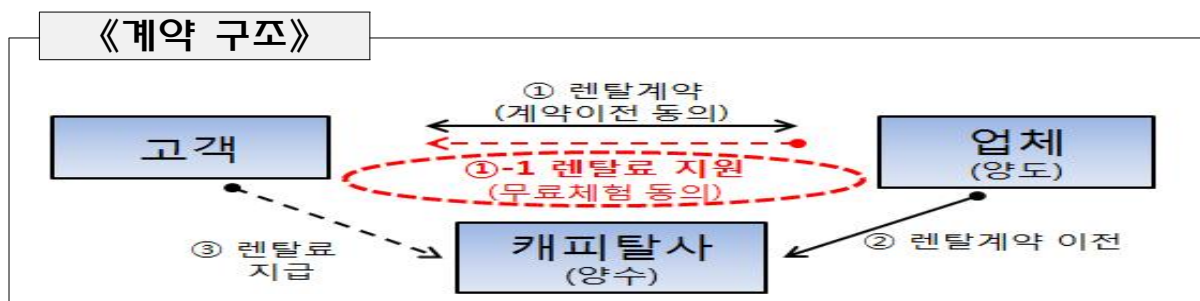 《계약 구조》
① 렌탈계약
(계약이전 동의)
고객
업체
(양도)
①-1 렌탈료 지원
(무료체험 동의)
③ 렌탈료
지급
캐피탈사
(양수)
② 렌탈계약 이전